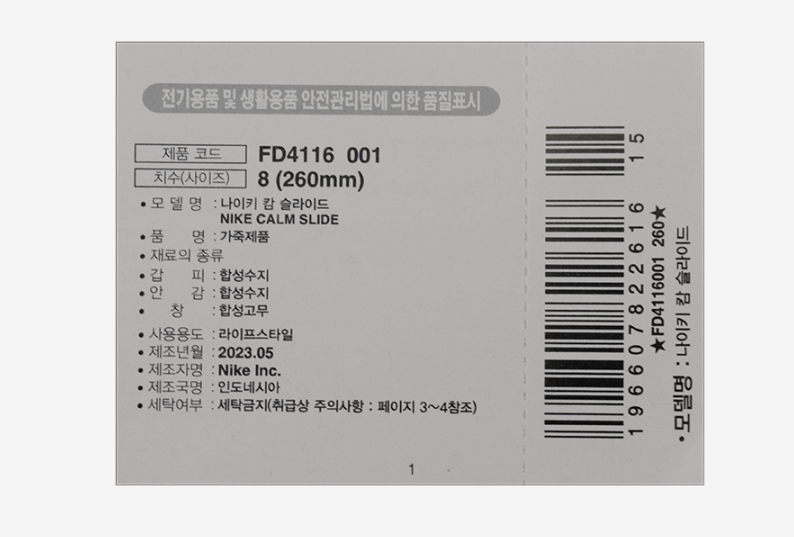 전기용품 및 생활용품 안전관리법에 의한 품질표시
제품 코드 FD4116 001
치수(사이즈) 8 (260mm)
• 모 델 명 : 나이키 캄 슬라이드
NIKE CALM SLIDE
• 품 명 : 가죽제품
• 재료의 종류
• 갑 피 : 합성수지
• 안 감 : 합성수지
• 창 : 합성고무
• 사용용도 : 라이프스타일
• 제조년월 : 2023.05
• 제조자명 : Nike Inc.
• 제조국명 : 인도네시아
• 세탁여부 : 세탁금지(취급상 주의사항 : 페이지 3~4참조)
1
196607822616 15
★FD4116001 260★
• 모델명 : 나이키 캄 슬라이드